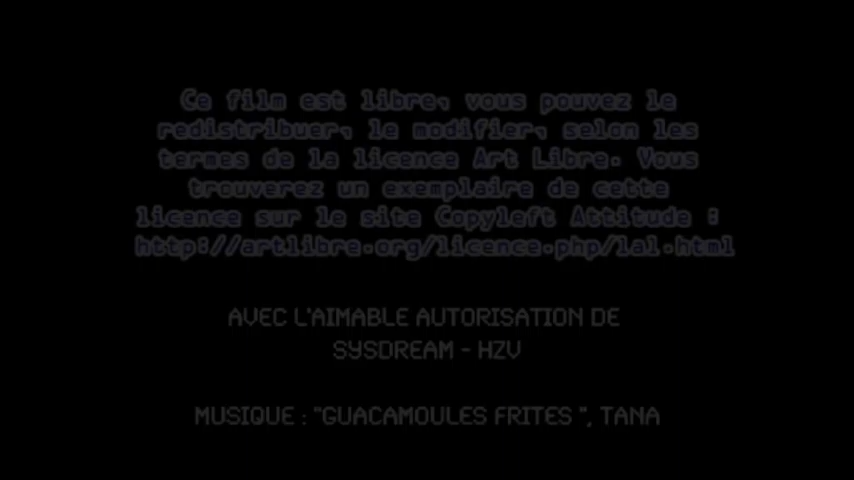 Ce film est libre, vous pouvez le
redistribuer, le modifier, selon les
termes de la licence Art Libre. Vous
trouverez un exemplaire de cette
licence sur le site Copyleft Attitude :
http://artlibre.org/licence.php/lal.html
AVEC L'AIMABLE AUTORISATION DE
SYSDREAM - HZV
MUSIQUE : "GUACAMOULES FRITES ", TANA